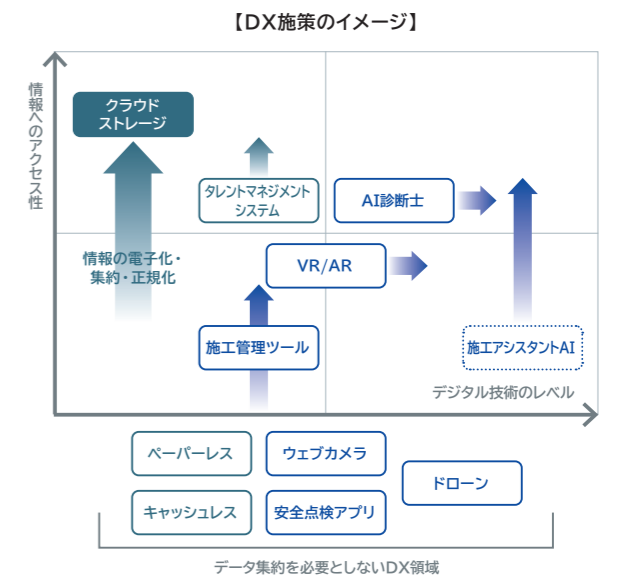 【DX施策のイメージ】
情報へのアクセス性
クラウド
ストレージ
タレントマネジメント
システム
AI診断士
情報の電子化・
集約・正規化
VR/AR
施工管理ツール
施工アシスタントAI
デジタル技術のレベル
ペーパーレス
ウェブカメラ
ドローン
キャッシュレス
安全点検アプリ
データ集約を必要としないDX領域